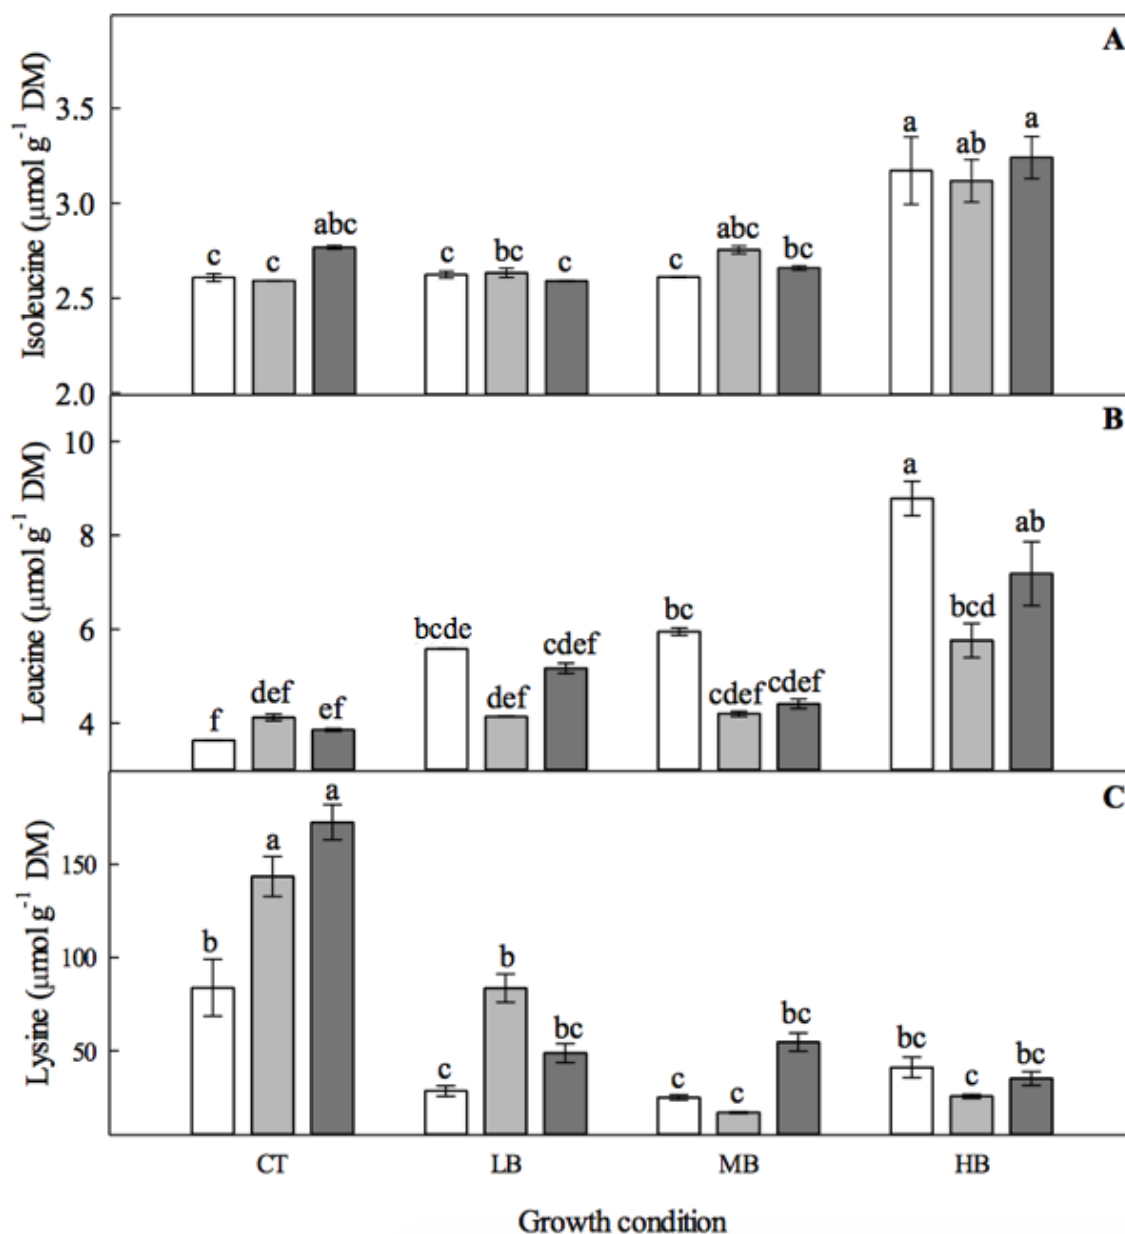 A
Isoleucine (μmol g⁻¹ DM)
3.5
3.0
2.5
2.0
c c abc
c bc c
c abc bc
a ab a
B
Leucine (μmol g⁻¹ DM)
10
8
6
4
f def ef
bcde def cdef
bc cdef cdef
a bcd ab
C
Lysine (μmol g⁻¹ DM)
150
100
50
b a a
c b bc
c c bc
bc c bc
CT LB MB HB
Growth condition